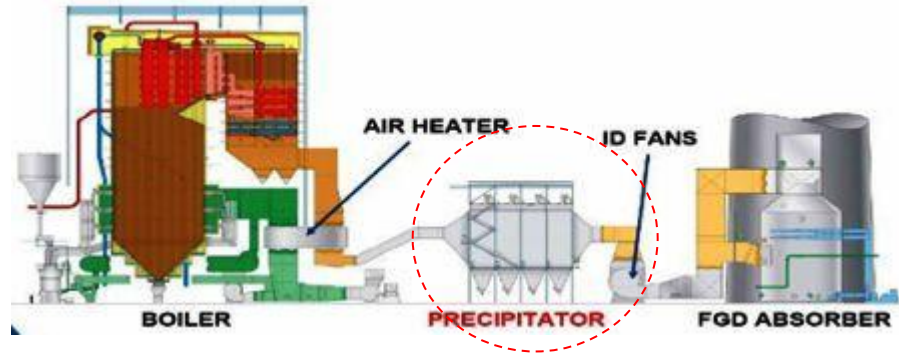 AIR HEATER
ID FANS
BOILER
PRECIPITATOR
FGD ABSORBER